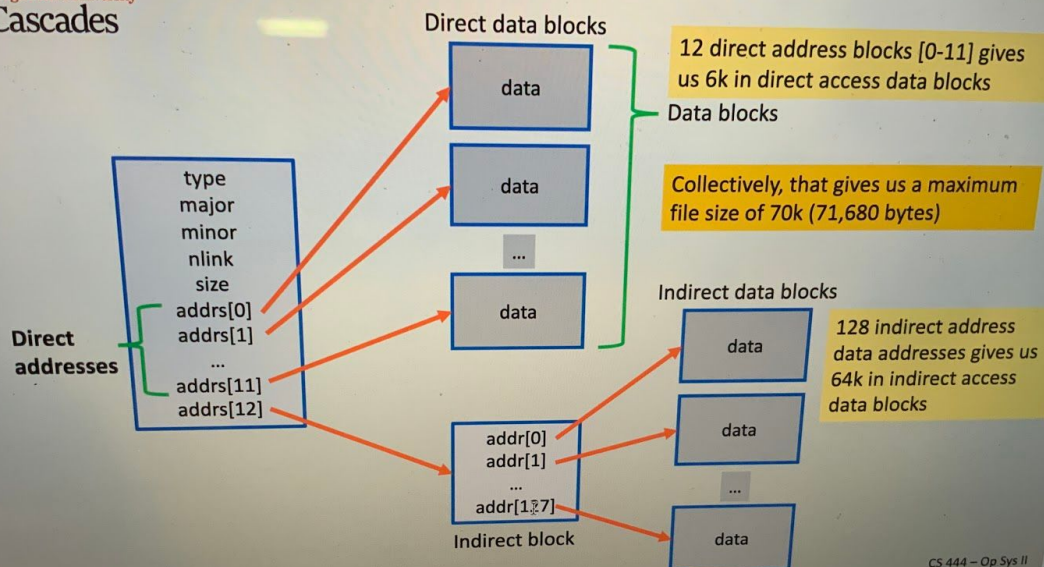 Cascades
Direct data blocks
data
data
...
data
12 direct address blocks [0-11] gives
us 6k in direct access data blocks
Data blocks
Collectively, that gives us a maximum
file size of 70k (71,680 bytes)
type
major
minor
nlink
size
addrs[0]
addrs[1]
...
addrs[11]
addrs[12]
Direct
addresses
addr[0]
addr[1]
...
addr[127]
Indirect block
Indirect data blocks
data
data
...
data
128 indirect address
data addresses gives us
64k in indirect access
data blocks
CS 444 – Op Sys II